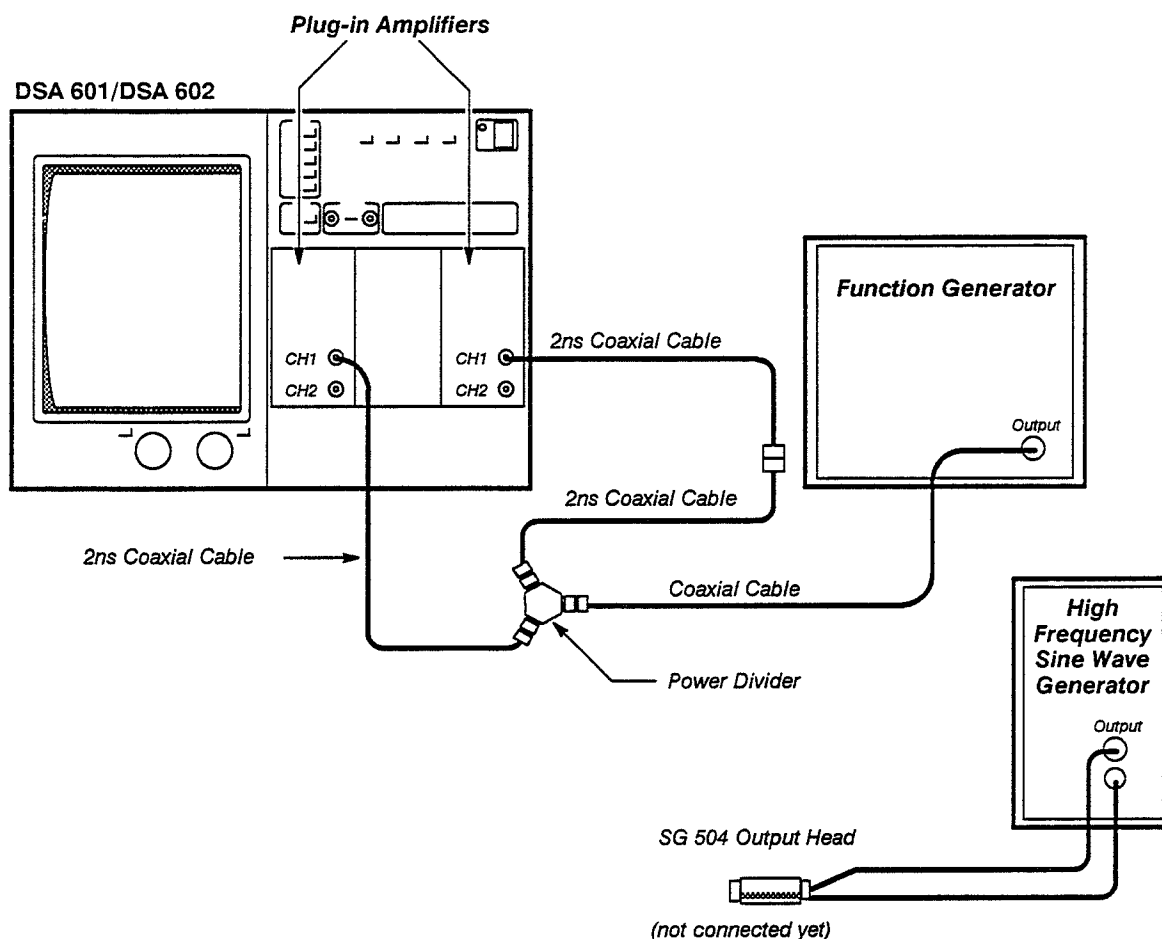 Plug-in Amplifiers
DSA 601/DSA 602
Function Generator
2ns Coaxial Cable
CH1
CH1
CH2
CH2
Output
2ns Coaxial Cable
2ns Coaxial Cable
Coaxial Cable
High
Frequency
Sine Wave
Generator
Power Divider
Output
SG 504 Output Head
(not connected yet)